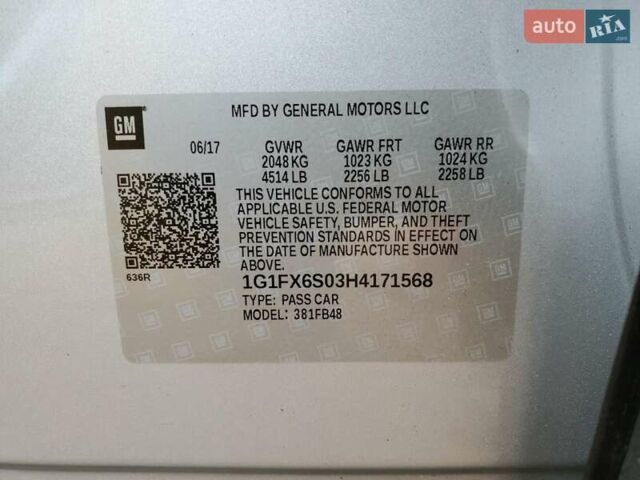 auto RIA .com
MFD BY GENERAL MOTORS LLC
GM
06/17 GVWR GAWR FRT GAWR RR
2048 KG 1023 KG 1024 KG
4514 LB 2256 LB 2258 LB
THIS VEHICLE CONFORMS TO ALL
APPLICABLE U.S. FEDERAL MOTOR
VEHICLE SAFETY, BUMPER, AND THEFT
PREVENTION STANDARDS IN EFFECT ON
THE DATE OF MANUFACTURE SHOWN
ABOVE.
636R
1G1FX6S03H4171568
TYPE: PASS CAR
MODEL: 381FB48